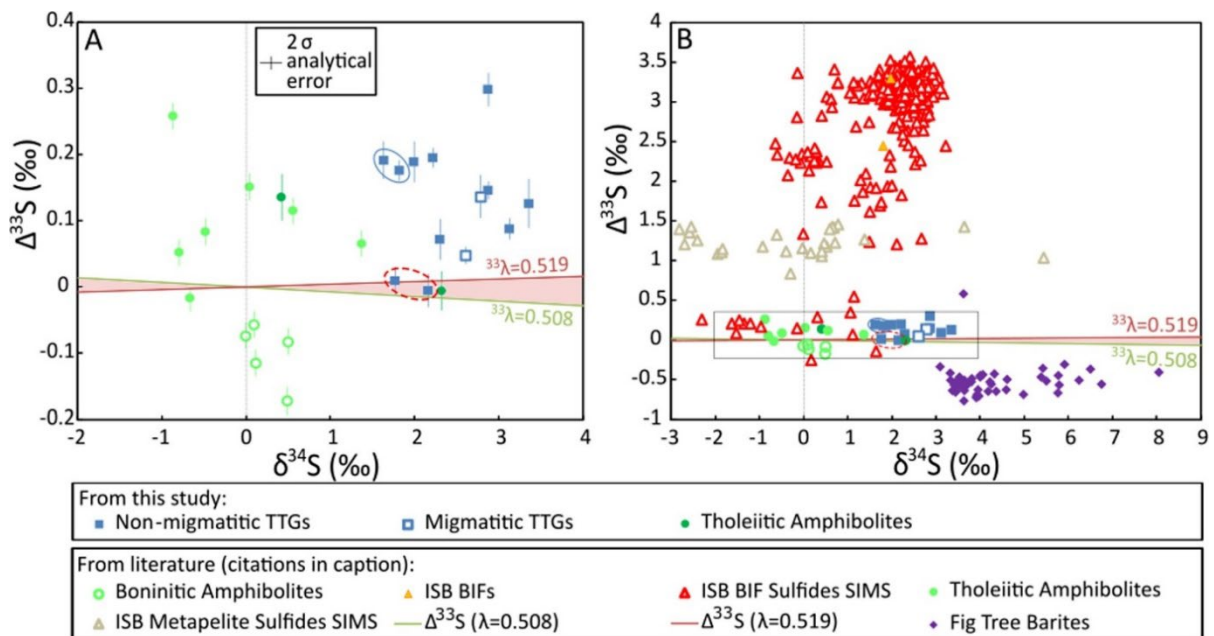 A
2 σ
analytical
error
0.4
0.3
0.2
0.1
0
-0.1
-0.2
Δ33S (‰)
33λ=0.519
33λ=0.508
-2 -1 0 1 2 3 4
δ34S (‰)
B
4
3.5
3
2.5
2
1.5
1
0.5
0
-0.5
-1
Δ33S (‰)
33λ=0.519
33λ=0.508
-3 -2 -1 0 1 2 3 4 5 6 7 8 9
δ34S (‰)
From this study:
Non-migmatitic TTGs Migmatitic TTGs Tholeiitic Amphibolites
From literature (citations in caption):
Boninitic Amphibolites ISB BIFs ISB BIF Sulfides SIMS Tholeiitic Amphibolites
ISB Metapelite Sulfides SIMS Δ33S (λ=0.508) Δ33S (λ=0.519) Fig Tree Barites